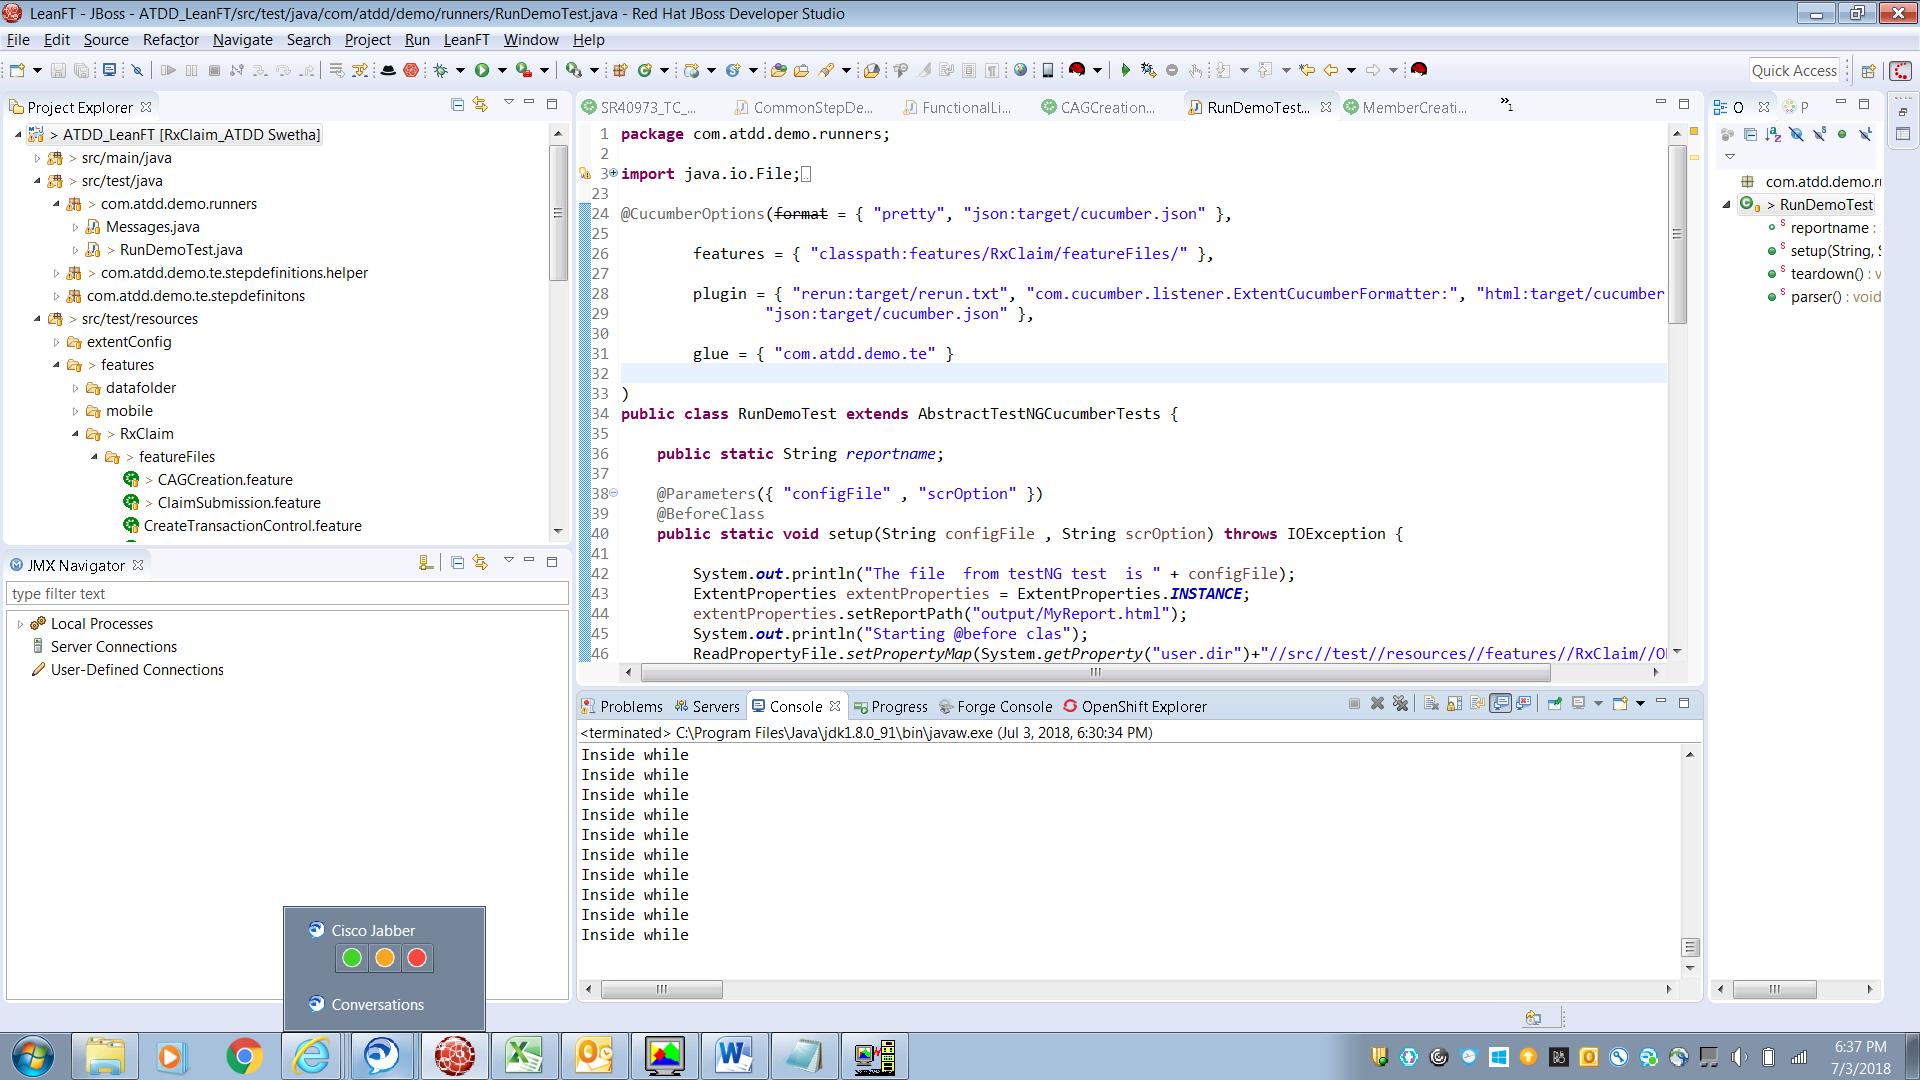 LeanFT - JBoss - ATDD_LeanFT/src/test/java/com/atdd/demo/runners/RunDemoTest.java - Red Hat JBoss Developer Studio
File Edit Source Refactor Navigate Search Project Run LeanFT Window Help
Quick Access
Project Explorer
> ATDD_LeanFT [RxClaim_ATDD Swetha]
> src/main/java
> src/test/java
> com.atdd.demo.runners
Messages.java
> RunDemoTest.java
> com.atdd.demo.te.stepdefinitions.helper
com.atdd.demo.te.stepdefinitons
> src/test/resources
extentConfig
> features
datafolder
mobile
> RxClaim
> featureFiles
> CAGCreation.feature
> ClaimSubmission.feature
CreateTransactionControl.feature
JMX Navigator
type filter text
Local Processes
Server Connections
User-Defined Connections
Cisco Jabber
Conversations
SR40973_TC_... CommonStepDe... FunctionalLi... CAGCreation... RunDemoTest... MemberCreati... »1
1 package com.atdd.demo.runners;
2
3 import java.io.File;
23
24 @CucumberOptions(format = { "pretty", "json:target/cucumber.json" },
25
26 features = { "classpath:features/RxClaim/featureFiles/" },
27
28 plugin = { "rerun:target/rerun.txt", "com.cucumber.listener.ExtentCucumberFormatter:", "html:target/cucumber
29 "json:target/cucumber.json" },
30
31 glue = { "com.atdd.demo.te" }
32
33 )
34 public class RunDemoTest extends AbstractTestNGCucumberTests {
35
36 public static String reportname;
37
38 @Parameters({ "configFile" , "scrOption" })
39 @BeforeClass
40 public static void setup(String configFile , String scrOption) throws IOException {
41
42 System.out.println("The file  from testNG test  is " + configFile);
43 ExtentProperties extentProperties = ExtentProperties.INSTANCE;
44 extentProperties.setReportPath("output/MyReport.html");
45 System.out.println("Starting @before clas");
46 ReadPropertyFile.setPropertyMap(System.getProperty("user.dir")+"//src//test//resources//features//RxClaim//O
Problems Servers Console Progress Forge Console OpenShift Explorer
<terminated> C:\Program Files\Java\jdk1.8.0_91\bin\javaw.exe (Jul 3, 2018, 6:30:34 PM)
Inside while
Inside while
Inside while
Inside while
Inside while
Inside while
Inside while
Inside while
Inside while
Inside while
O P
com.atdd.demo.ru
> RunDemoTest
reportname :
setup(String, S
teardown() : v
parser() : void
6:37 PM
7/3/2018